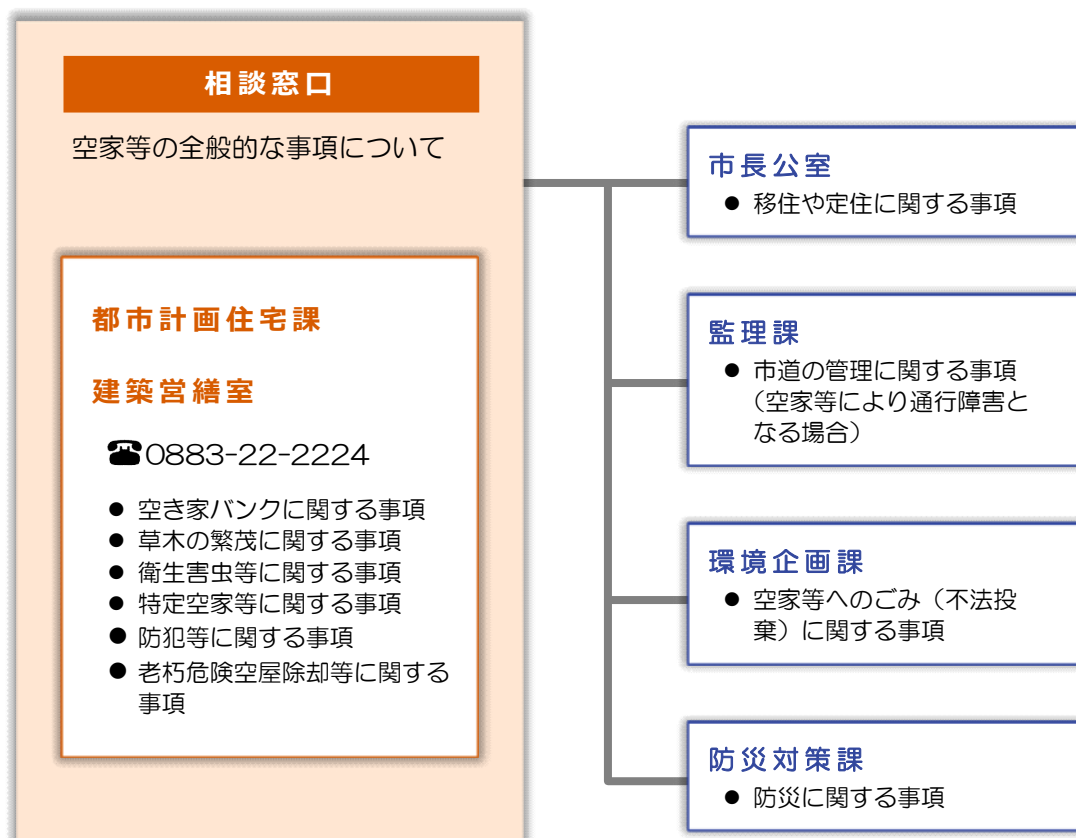 相談窓口
空家等の全般的な事項について
都市計画住宅課
建築営繕室
☎0883-22-2224
● 空き家バンクに関する事項
● 草木の繁茂に関する事項
● 衛生害虫等に関する事項
● 特定空家等に関する事項
● 防犯等に関する事項
● 老朽危険空屋除却等に関する
事項
市長公室
● 移住や定住に関する事項
監理課
● 市道の管理に関する事項
（空家等により通行障害と
なる場合）
環境企画課
● 空家等へのごみ（不法投
棄）に関する事項
防災対策課
● 防災に関する事項